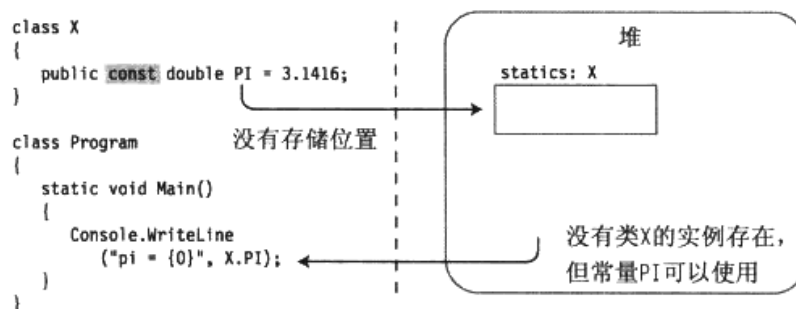 class X
{
public const double PI = 3.1416;
}
没有存储位置
class Program
{
static void Main()
{
Console.WriteLine
("pi = {0}", X.PI);
}
}
堆
statics: X
没有类X的实例存在,
但常量PI可以使用